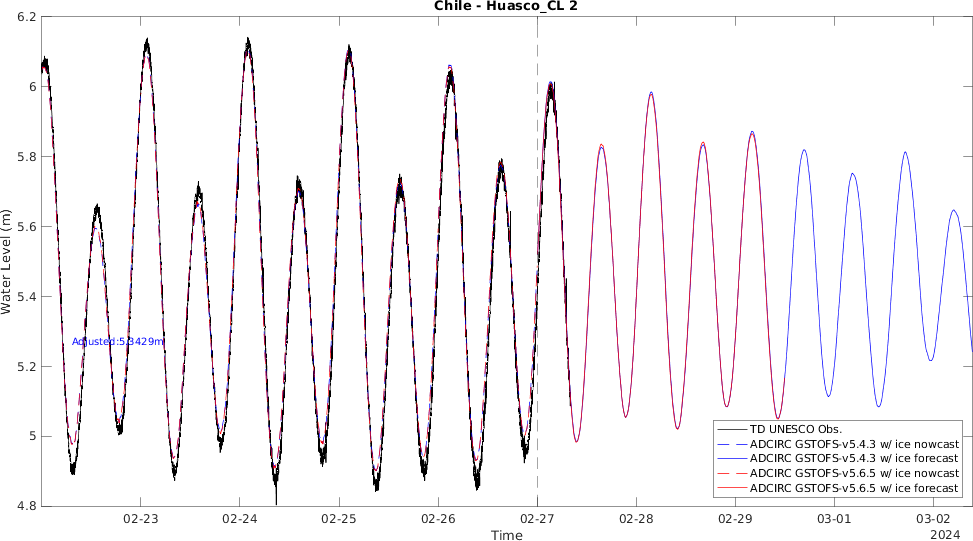 Chile - Huasco_CL 2
6.2
6
5.8
5.6
5.4
5.2
5
4.8
Water Level (m)
Adjusted:5.3429m
TD UNESCO Obs.
ADCIRC GSTOFS-v5.4.3 w/ ice nowcast
ADCIRC GSTOFS-v5.4.3 w/ ice forecast
ADCIRC GSTOFS-v5.6.5 w/ ice nowcast
ADCIRC GSTOFS-v5.6.5 w/ ice forecast
02-23 02-24 02-25 02-26 02-27 02-28 02-29 03-01 03-02
2024
Time